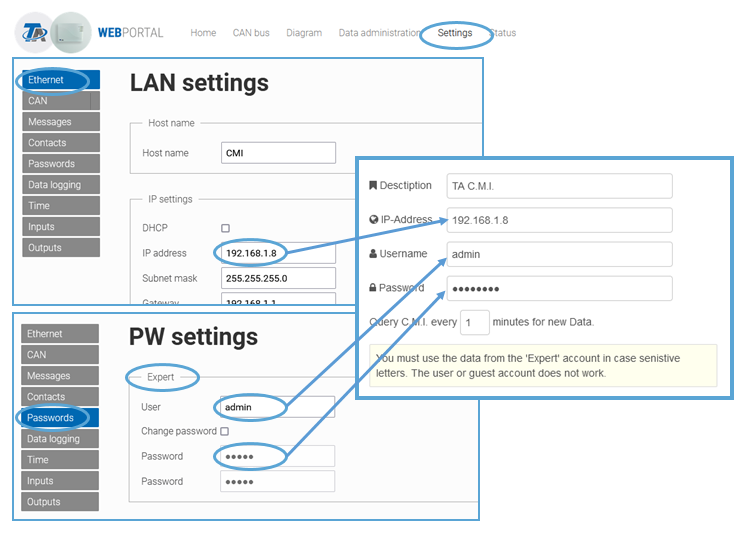 TA WEBPORTAL Home CAN bus Diagram Data administration Settings Status
Ethernet
CAN
Messages
Contacts
Passwords
Data logging
Time
Inputs
Outputs
LAN settings
Host name
Host name CMI
IP settings
DHCP
IP address 192.168.1.8
Subnet mask 255.255.255.0
Gateway 192.168.1.1
Desctiption TA C.M.I.
IP-Address 192.168.1.8
Username admin
Password ••••••••
Query C.M.I. every 1 minutes for new Data.
You must use the data from the 'Expert' account in case senistive
letters. The user or guest account does not work.
Ethernet
CAN
Messages
Contacts
Passwords
Data logging
Time
Inputs
Outputs
PW settings
Expert
User admin
Change password
Password •••••
Password •••••